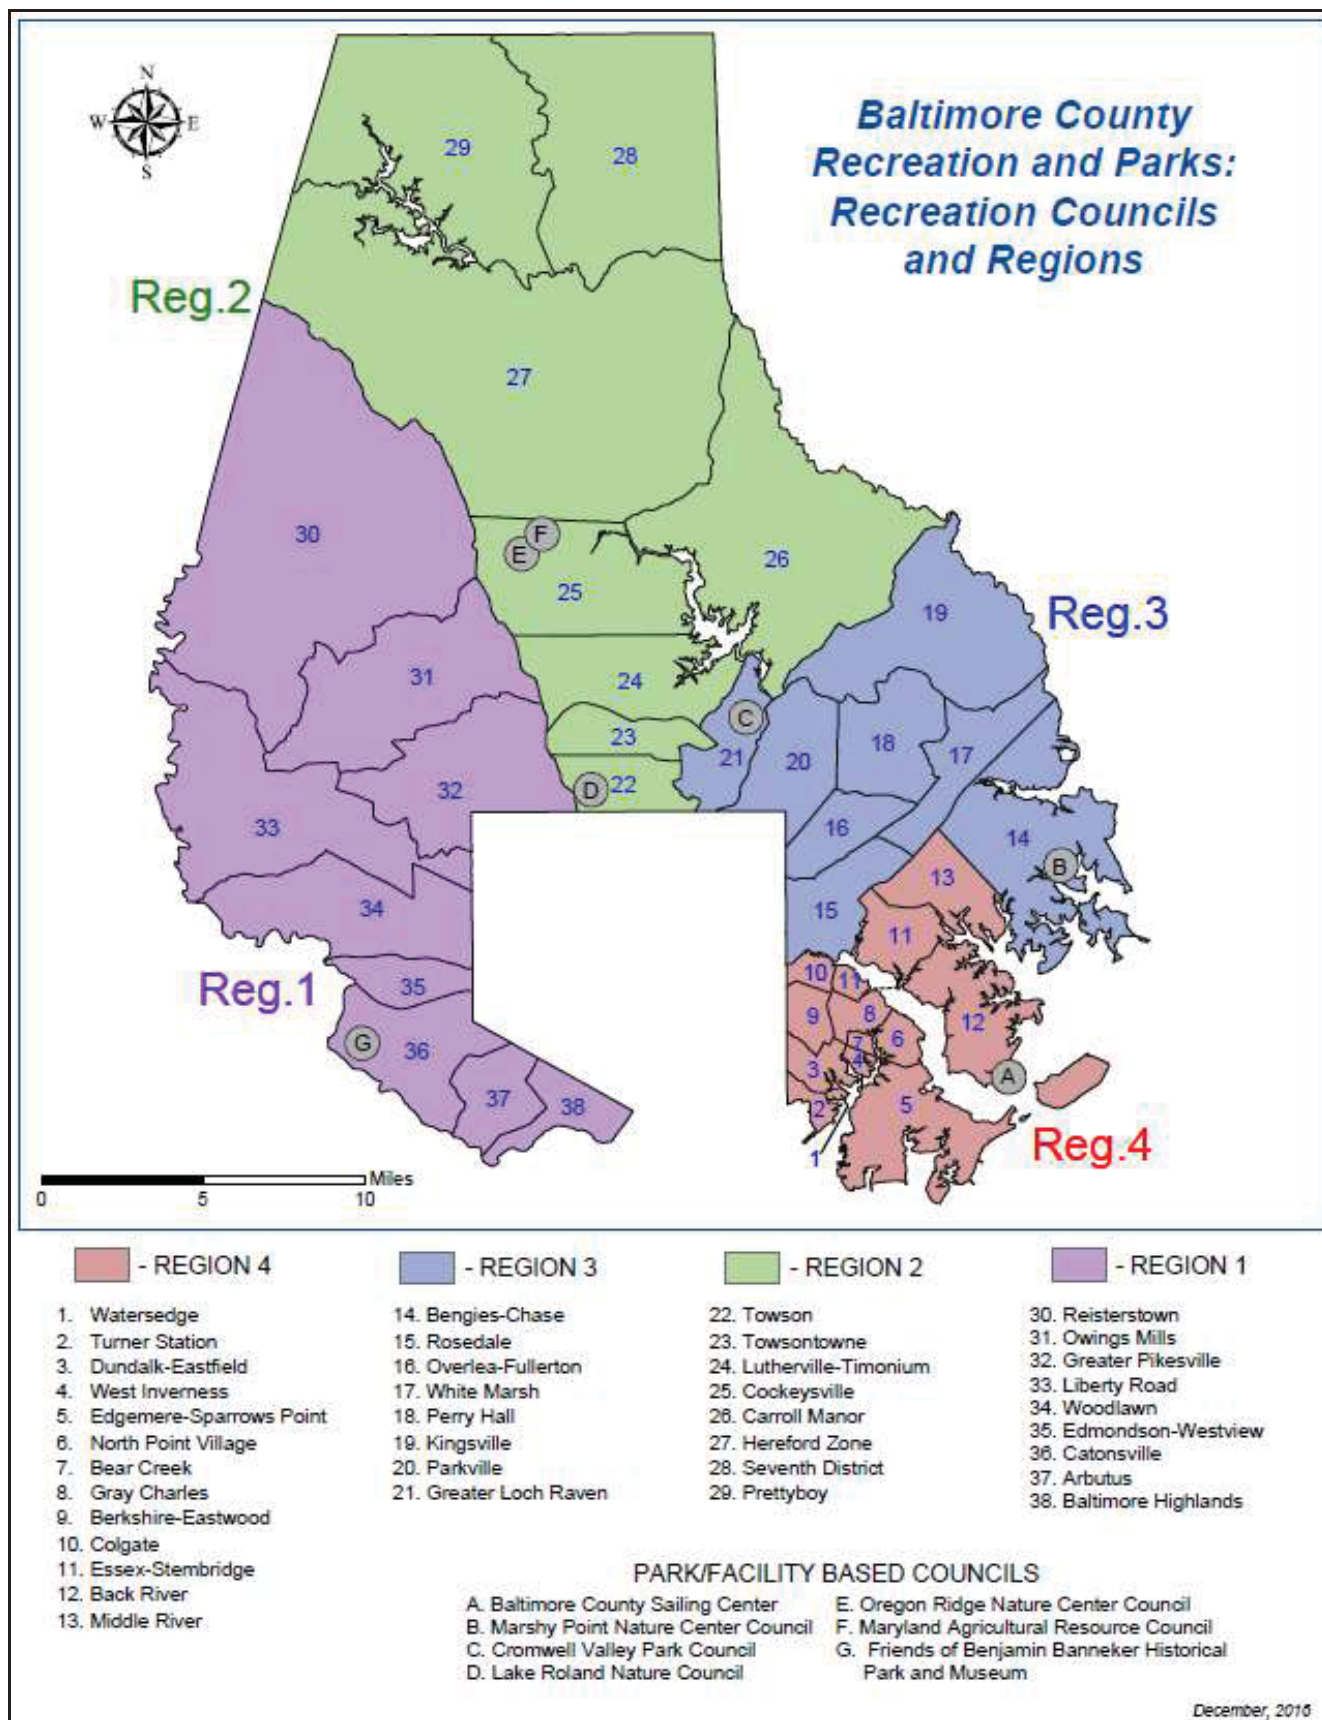 Baltimore County
Recreation and Parks:
Recreation Councils
and Regions
N
W E
S
29
28
Reg.2
27
30
F
E
26
25
19
Reg.3
31
24
C
23
18
21
17
20
D
22
32
33
16
14
B
13
34
15
11
10
11
35
Reg.1
9
8
12
6
7
G
36
4
3
A
37
38
2
5
Reg.4
1
Miles
0 5 10
- REGION 4
1. Watersedge
2. Turner Station
3. Dundalk-Eastfield
4. West Inverness
5. Edgemere-Sparrows Point
6. North Point Village
7. Bear Creek
8. Gray Charles
9. Berkshire-Eastwood
10. Colgate
11. Essex-Stembridge
12. Back River
13. Middle River
- REGION 3
14. Bengies-Chase
15. Rosedale
16. Overlea-Fullerton
17. White Marsh
18. Perry Hall
19. Kingsville
20. Parkville
21. Greater Loch Raven
- REGION 2
22. Towson
23. Towsontowne
24. Lutherville-Timonium
25. Cockeysville
26. Carroll Manor
27. Hereford Zone
28. Seventh District
29. Prettyboy
- REGION 1
30. Reisterstown
31. Owings Mills
32. Greater Pikesville
33. Liberty Road
34. Woodlawn
35. Edmondson-Westview
36. Catonsville
37. Arbutus
38. Baltimore Highlands
PARK/FACILITY BASED COUNCILS
A. Baltimore County Sailing Center
B. Marshy Point Nature Center Council
C. Cromwell Valley Park Council
D. Lake Roland Nature Council
E. Oregon Ridge Nature Center Council
F. Maryland Agricultural Resource Council
G. Friends of Benjamin Banneker Historical
Park and Museum
December, 2016